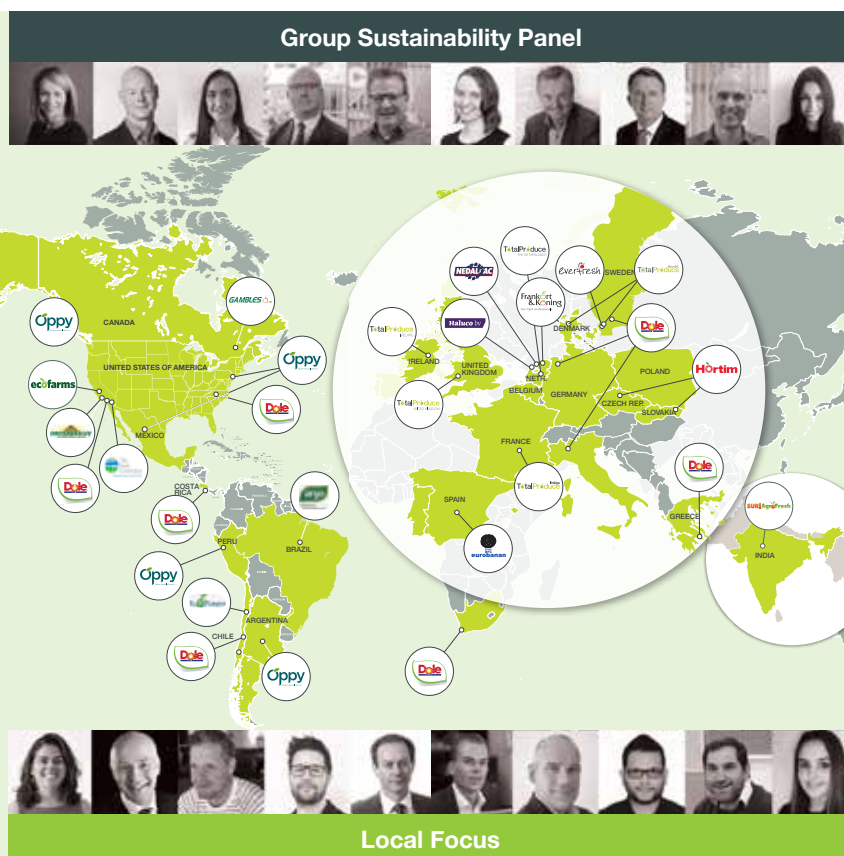 Group Sustainability Panel
GAMBLES
Oppy
CANADA
UNITED STATES OF AMERICA
Oppy
ecofarms
Dole
MEXICO
Dole
COSTA
RICA
Dole
PERU
BRAZIL
Oppy
ARGENTINA
CHILE
Dole
Oppy
TotalProduce
NEDALPAC
everfresh
SWEDEN
TotalProduce
Frankort
& Koning
Haluco bv
DENMARK
Dole
TotalProduce
IRELAND
IRELAND
UNITED
KINGDOM
NETH.
POLAND
Hortim
BELGIUM
GERMANY
CZECH REP.
SLOVAKIA
TotalProduce
FRANCE
Dole
TotalProduce
SPAIN
eurobanan
GREECE
SURI AgroFresh
INDIA
Dole
Local Focus